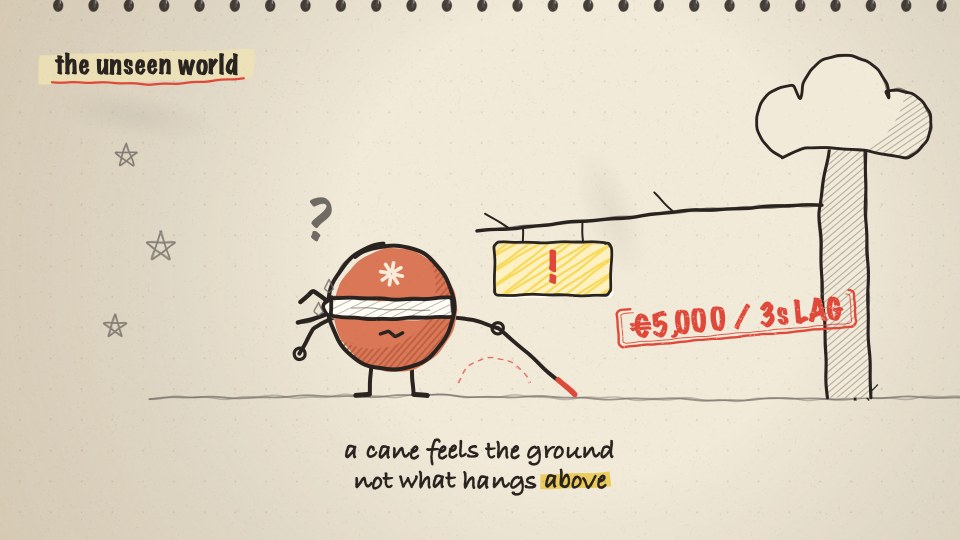 the unseen world
?
!
€5,000 / 3s LAG
a cane feels the ground
not what hangs above